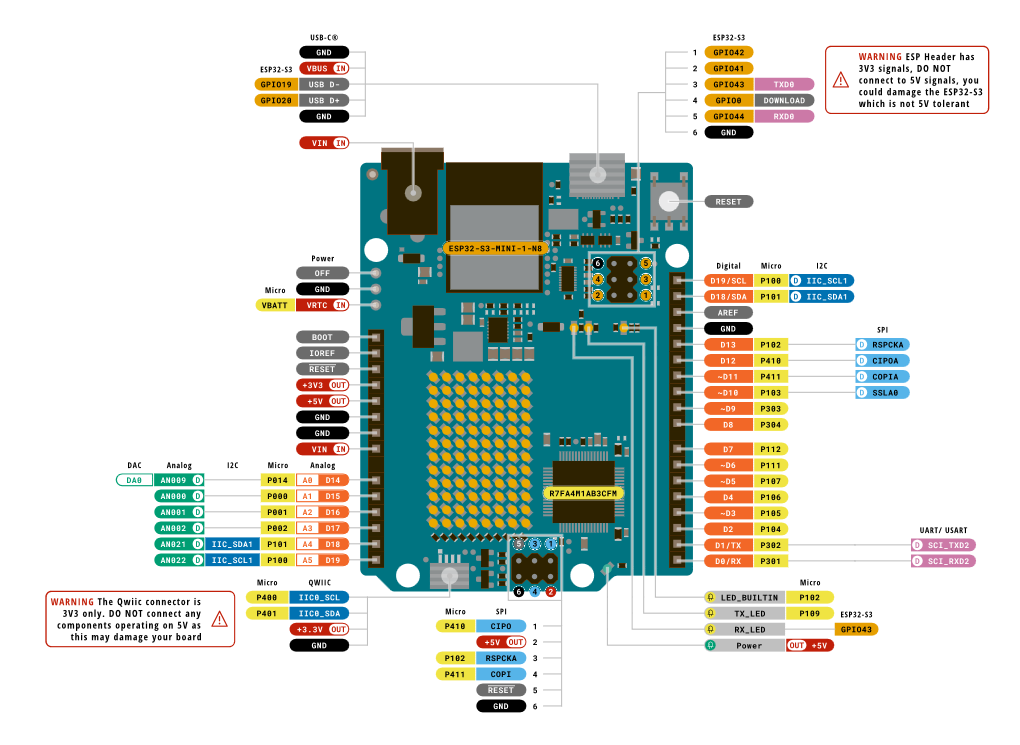 USB-C®
GND
ESP32-S3 VBUS IN
GPIO19 USB D-
GPIO20 USB D+
GND
VIN IN
ESP32-S3
1 GPIO42
2 GPIO41
3 GPIO43 TXD0
4 GPIO0 DOWNLOAD
5 GPIO44 RXD0
6 GND
WARNING ESP Header has
3V3 signals, DO NOT
connect to 5V signals, you
could damage the ESP32-S3
which is not 5V tolerant
RESET
ESP32-S3-MINI-1-N8
6 5
4 3
2 1
Power
OFF
GND
Micro
VBATT VRTC IN
BOOT
IOREF
RESET
+3V3 OUT
+5V OUT
GND
GND
VIN IN
DAC Analog I2C Micro Analog
DA0 AN009 D P014 A0 D14
AN000 D P000 A1 D15
AN001 D P001 A2 D16
AN002 D P002 A3 D17
AN021 D IIC_SDA1 P101 A4 D18
AN022 D IIC_SCL1 P100 A5 D19
Digital Micro I2C
D19/SCL P100 D IIC_SCL1
D18/SDA P101 D IIC_SDA1
AREF
GND
SPI
D13 P102 D RSPCKA
D12 P410 D CIPOA
~D11 P411 D COPIA
~D10 P103 D SSLA0
~D9 P303
D8 P304
D7 P112
~D6 P111
~D5 P107
D4 P106
~D3 P105
D2 P104
UART/ USART
D1/TX P302 D SCI_TXD2
D0/RX P301 D SCI_RXD2
R7FA4M1AB3CFM
5 3 1
6 4 2
Micro QWIIC
P400 IIC0_SCL
P401 IIC0_SDA
+3.3V OUT
GND
WARNING The Qwiic connector is
3V3 only. DO NOT connect any
components operating on 5V as
this may damage your board
Micro SPI
P410 CIPO 1
+5V OUT 2
P102 RSPCKA 3
P411 COPI 4
RESET 5
GND 6
Micro
LED_BUILTIN P102
TX_LED P109
ESP32-S3
RX_LED GPIO43
Power OUT +5V